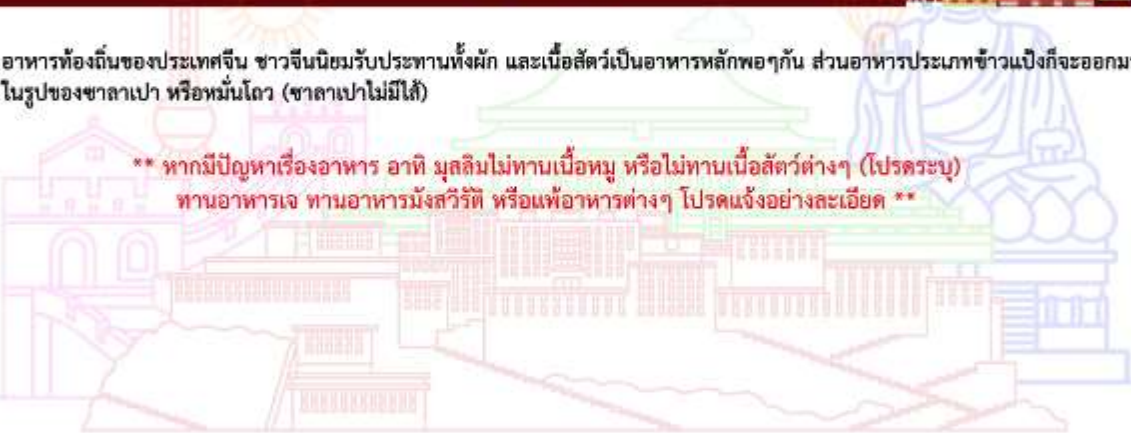 อาหารท้องถิ่นของประเทศจีน ชาวจีนนิยมรับประทานทั้งผัก และเนื้อสัตว์เป็นอาหารหลักพอๆกัน ส่วนอาหารประเภทข้าวแป้งก็จะออกมา
ในรูปของซาลาเปา หรือหมั่นโถว (ซาลาเปาไม่มีไส้)
** หากมีปัญหาเรื่องอาหาร อาทิ มุสลิมไม่ทานเนื้อหมู หรือไม่ทานเนื้อสัตว์ต่างๆ (โปรดระบุ)
ทานอาหารเจ ทานอาหารมังสวิรัติ หรือแพ้อาหารต่างๆ โปรดแจ้งอย่างละเอียด **